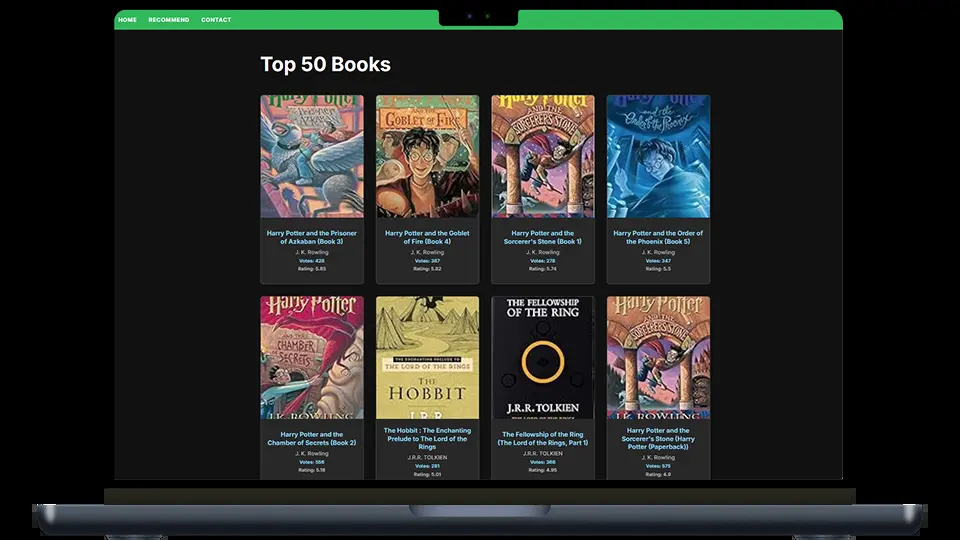 HOME RECOMMEND CONTACT
Top 50 Books
Harry Potter
Prisoner
Azkaban
AND THE
GOBLET OF FIRE
Harry Potter
AND THE
SORCERER'S STONE
and the
Order of the Phoenix
Harry Potter and the Prisoner
of Azkaban (Book 3)
J. K. Rowling
Votes: 428
Rating: 5.85
Harry Potter and the Goblet
of Fire (Book 4)
J. K. Rowling
Votes: 387
Rating: 5.82
Harry Potter and the
Sorcerer's Stone (Book 1)
J. K. Rowling
Votes: 278
Rating: 5.74
Harry Potter and the Order of
the Phoenix (Book 5)
J. K. Rowling
Votes: 347
Rating: 5.5
Harry Potter
AND THE
CHAMBER
OF
SECRETS
J.K. ROWLING
THE ENCHANTING PRELUDE TO
THE LORD OF THE RINGS
THE
HOBBIT
J.R.R.
THE FELLOWSHIP
OF THE RING
J.R.R.TOLKIEN
Harry Potter
AND THE
SORCERER'S STONE
J.K. ROWLING
Harry Potter and the
Chamber of Secrets (Book 2)
J. K. Rowling
Votes: 556
Rating: 5.18
The Hobbit : The Enchanting
Prelude to The Lord of the
Rings
J.R.R. TOLKIEN
Votes: 281
Rating: 5.01
The Fellowship of the Ring
(The Lord of the Rings, Part 1)
J.R.R. TOLKIEN
Votes: 368
Rating: 4.95
Harry Potter and the
Sorcerer's Stone (Harry
Potter (Paperback))
J. K. Rowling
Votes: 575
Rating: 4.9